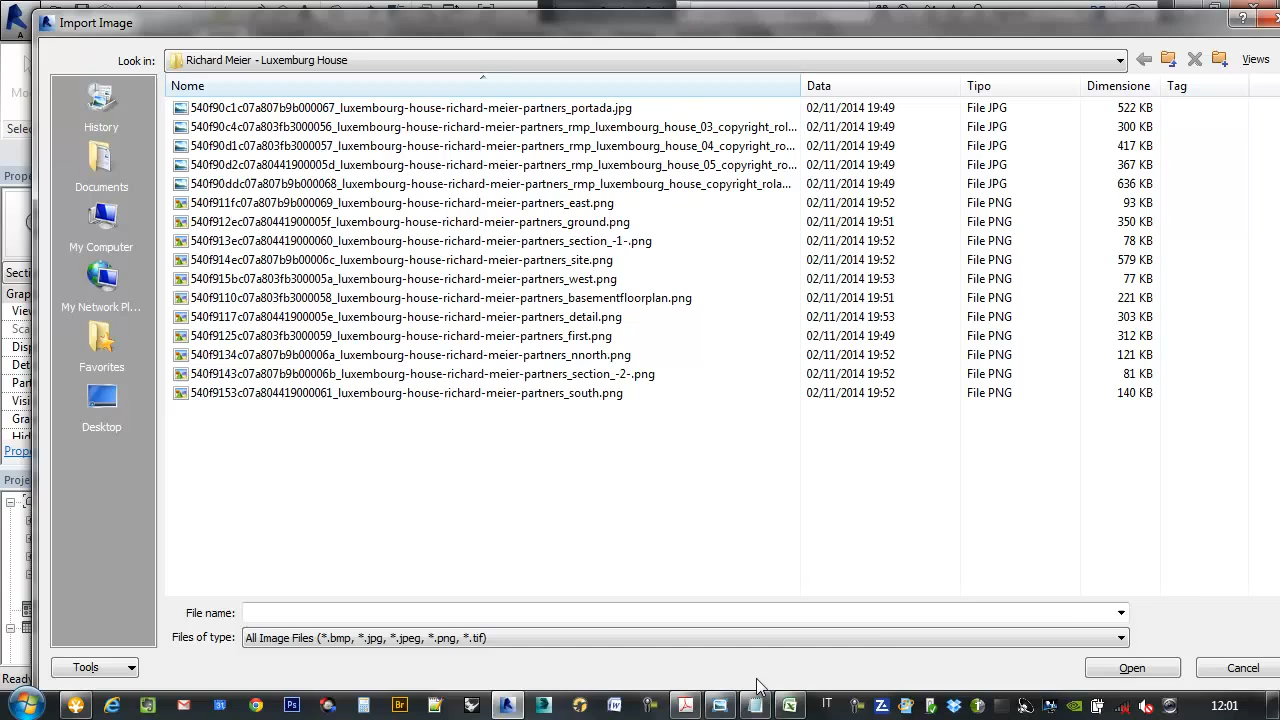 Import Image
Look in: Richard Meier - Luxemburg House Views
Nome Data Tipo Dimensione Tag
540f90c1c07a807b9b000067_luxembourg-house-richard-meier-partners_portada.jpg 02/11/2014 19:49 File JPG 522 KB
540f90c4c07a803fb3000056_luxembourg-house-richard-meier-partners_rmp_luxembourg_house_03_copyright_rol... 02/11/2014 19:49 File JPG 300 KB
540f90d1c07a803fb3000057_luxembourg-house-richard-meier-partners_rmp_luxembourg_house_04_copyright_ro... 02/11/2014 19:49 File JPG 417 KB
540f90d2c07a80441900005d_luxembourg-house-richard-meier-partners_rmp_luxembourg_house_05_copyright_ro... 02/11/2014 19:49 File JPG 367 KB
540f90ddc07a807b9b000068_luxembourg-house-richard-meier-partners_rmp_luxembourg_house_copyright_rola... 02/11/2014 19:49 File JPG 636 KB
540f911fc07a807b9b000069_luxembourg-house-richard-meier-partners_east.png 02/11/2014 19:52 File PNG 93 KB
540f912ec07a80441900005f_luxembourg-house-richard-meier-partners_ground.png 02/11/2014 19:51 File PNG 350 KB
540f913ec07a804419000060_luxembourg-house-richard-meier-partners_section_-1-.png 02/11/2014 19:52 File PNG 78 KB
540f914ec07a807b9b00006c_luxembourg-house-richard-meier-partners_site.png 02/11/2014 19:52 File PNG 579 KB
540f915bc07a803fb300005a_luxembourg-house-richard-meier-partners_west.png 02/11/2014 19:53 File PNG 77 KB
540f9110c07a803fb3000058_luxembourg-house-richard-meier-partners_basementfloorplan.png 02/11/2014 19:51 File PNG 221 KB
540f9117c07a80441900005e_luxembourg-house-richard-meier-partners_detail.png 02/11/2014 19:53 File PNG 303 KB
540f9125c07a803fb3000059_luxembourg-house-richard-meier-partners_first.png 02/11/2014 19:49 File PNG 312 KB
540f9134c07a807b9b00006a_luxembourg-house-richard-meier-partners_nnorth.png 02/11/2014 19:52 File PNG 121 KB
540f9143c07a807b9b00006b_luxembourg-house-richard-meier-partners_section_-2-.png 02/11/2014 19:52 File PNG 81 KB
540f9153c07a804419000061_luxembourg-house-richard-meier-partners_south.png 02/11/2014 19:52 File PNG 140 KB
History
Documents
My Computer
My Network Pl...
Favorites
Desktop
File name:
Files of type: All Image Files (*.bmp, *.jpg, *.jpeg, *.png, *.tif)
Tools Open Cancel
Ready
IT 12:01